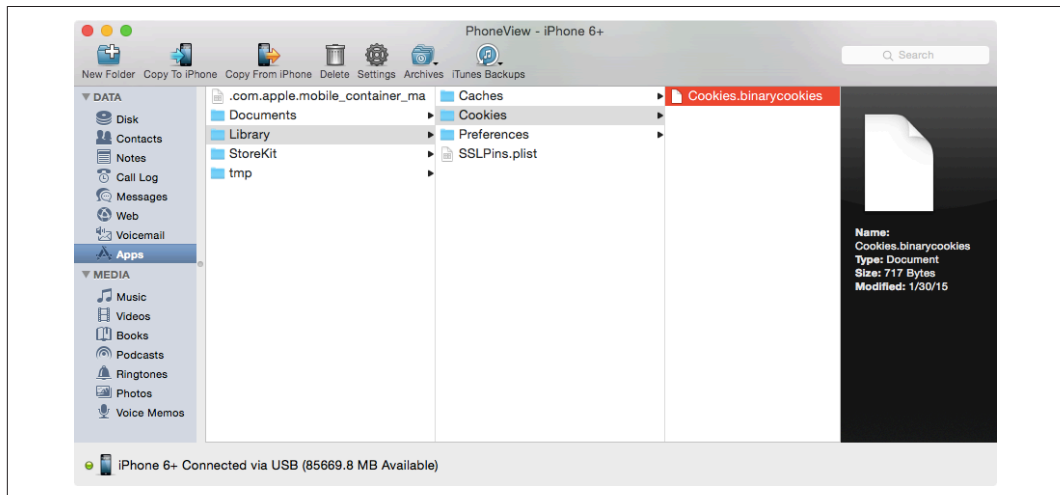 PhoneView - iPhone 6+
New Folder Copy To iPhone Copy From iPhone Delete Settings Archives iTunes Backups
Search
DATA
Disk
Contacts
Notes
Call Log
Messages
Web
Voicemail
Apps
MEDIA
Music
Videos
Books
Podcasts
Ringtones
Photos
Voice Memos
.com.apple.mobile_container_ma
Documents
Library
StoreKit
tmp
Caches
Cookies
Preferences
SSLPins.plist
Cookies.binarycookies
Name:
Cookies.binarycookies
Type: Document
Size: 717 Bytes
Modified: 1/30/15
iPhone 6+ Connected via USB (85669.8 MB Available)